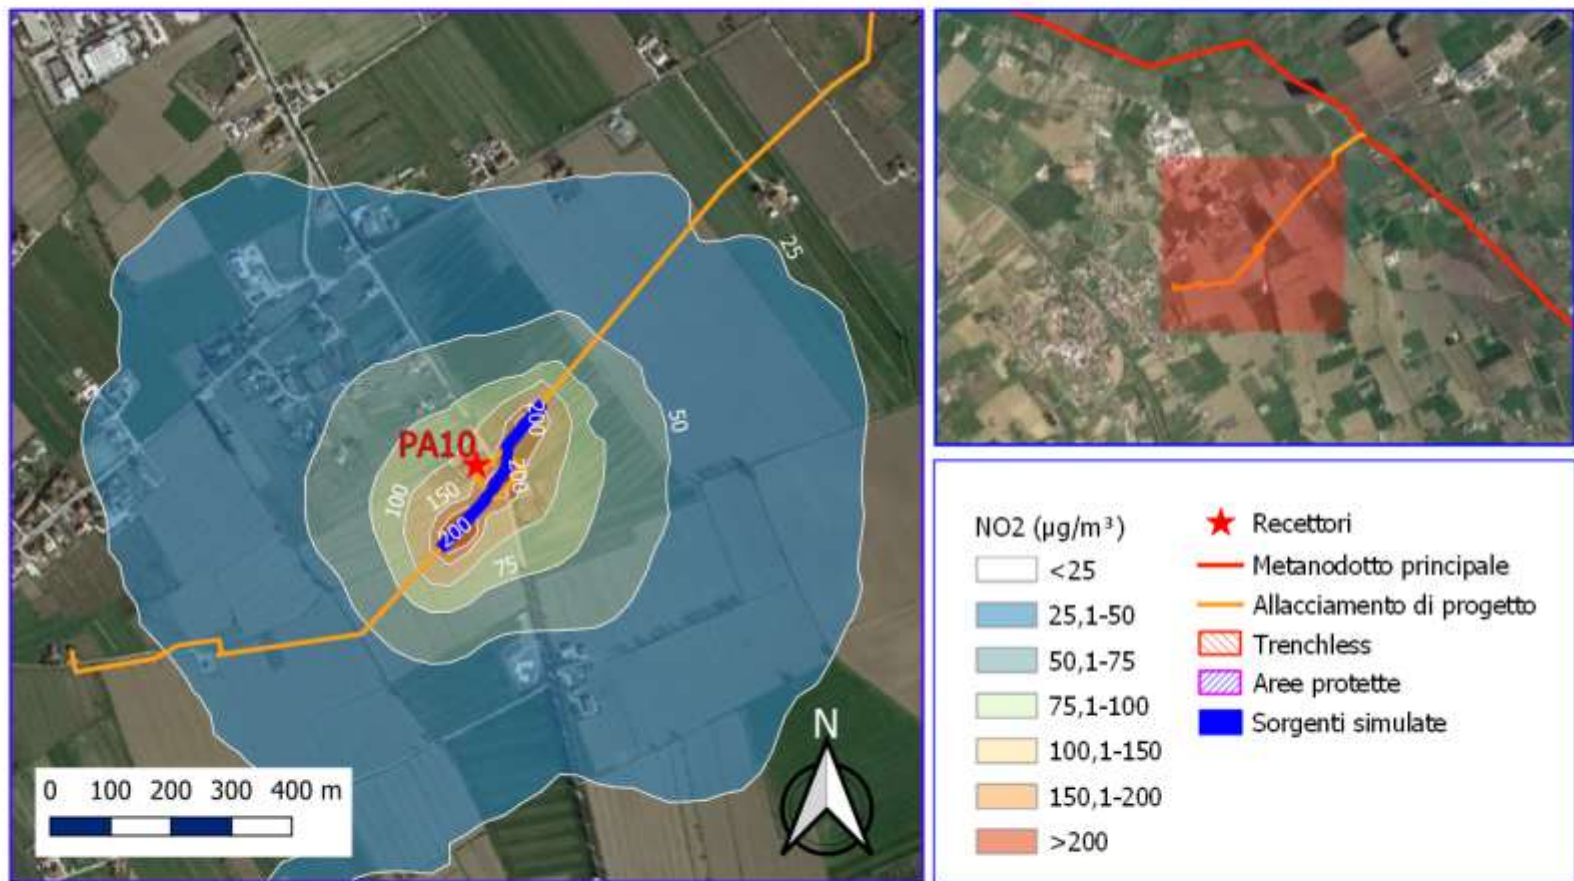 25
50
200
PA10
200
100
150
200
75
N
0 100 200 300 400 m
NO2 (µg/m³)
<25
25,1-50
50,1-75
75,1-100
100,1-150
150,1-200
>200
Recettori
Metanodotto principale
Allacciamento di progetto
Trenchless
Aree protette
Sorgenti simulate